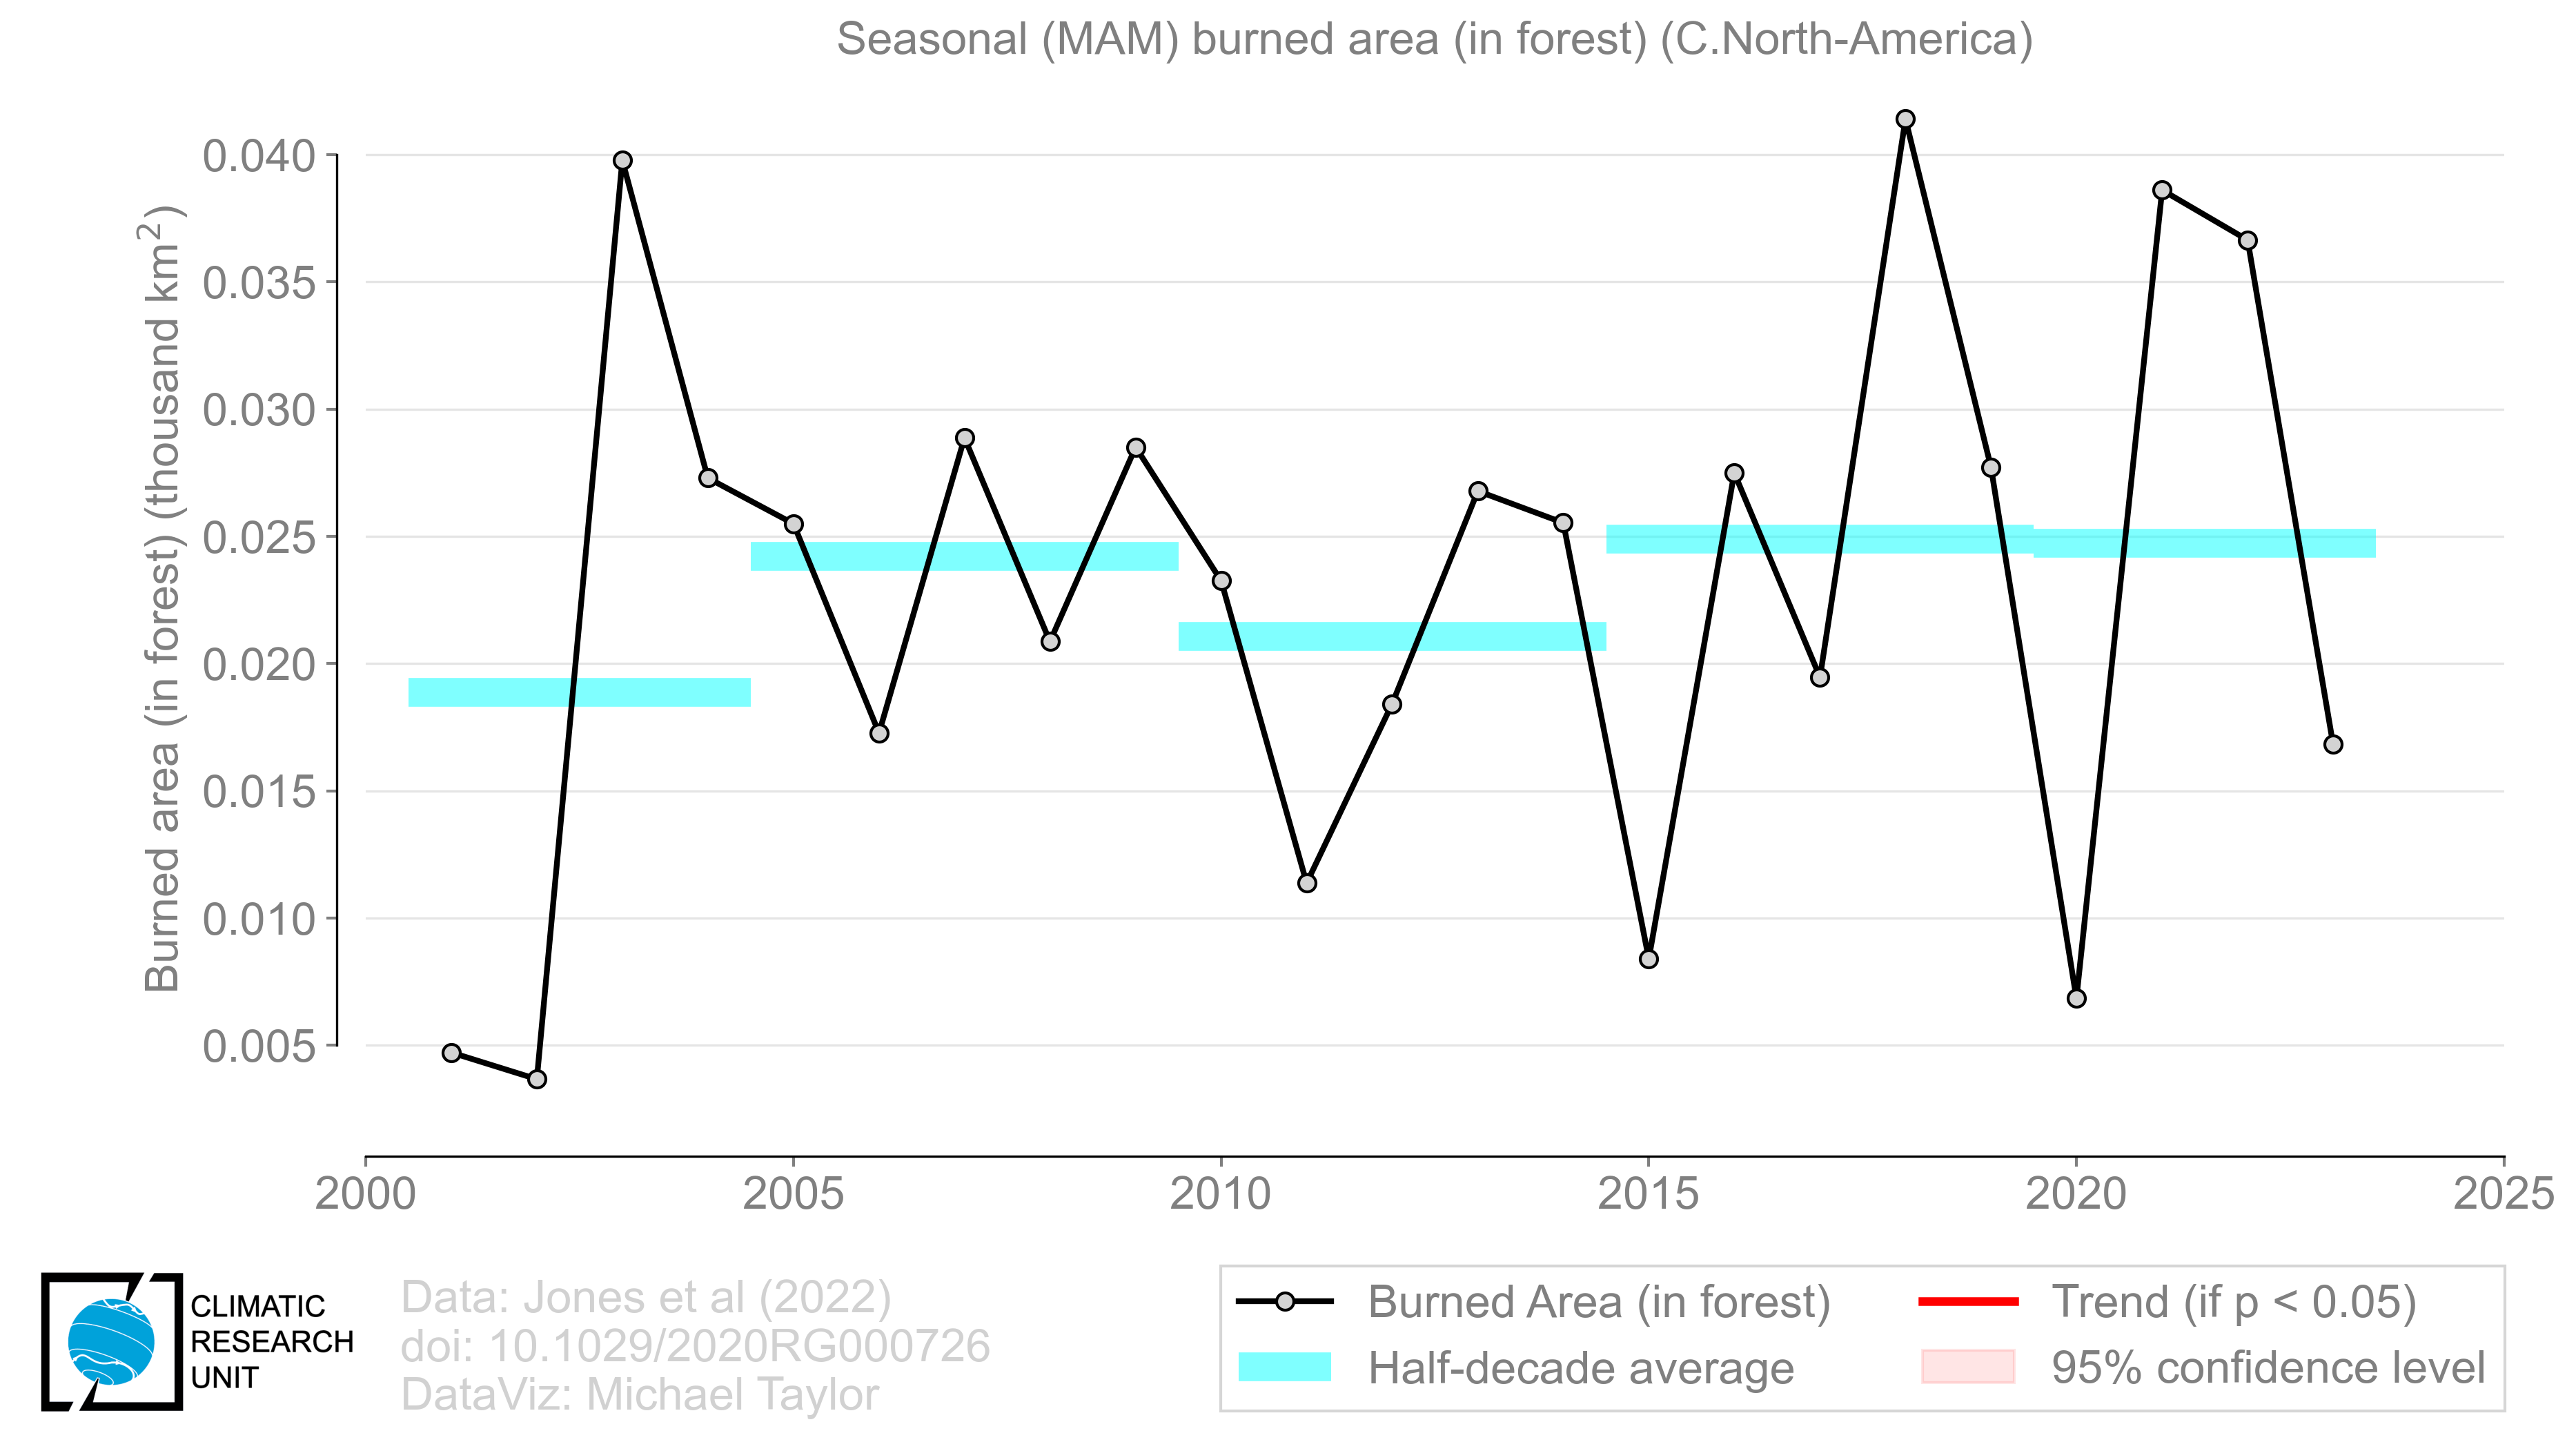 Seasonal (MAM) burned area (in forest) (C.North-America)
Burned area (in forest) (thousand km²)
0.040
0.035
0.030
0.025
0.020
0.015
0.010
0.005
2000 2005 2010 2015 2020 2025
CLIMATIC
RESEARCH
UNIT
Data: Jones et al (2022)
doi: 10.1029/2020RG000726
DataViz: Michael Taylor
Burned Area (in forest)
Half-decade average
Trend (if p < 0.05)
95% confidence level